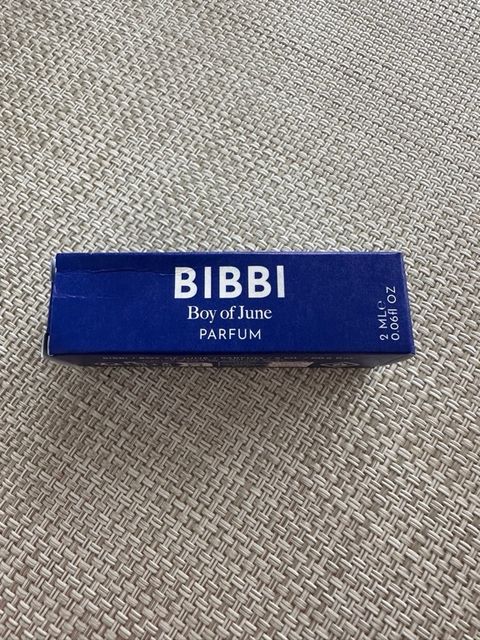 BIBBI
Boy of June
PARFUM
2 ML℮
0.06fl OZ